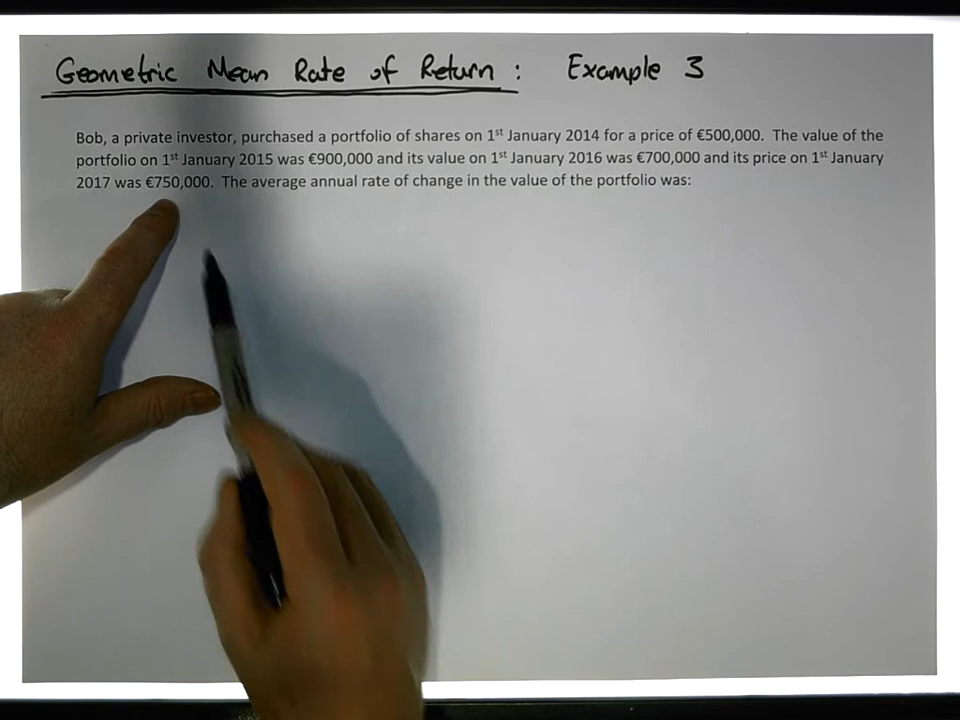 Geometric Mean Rate of Return : Example 3
Bob, a private investor, purchased a portfolio of shares on 1st January 2014 for a price of €500,000. The value of the
portfolio on 1st January 2015 was €900,000 and its value on 1st January 2016 was €700,000 and its price on 1st January
2017 was €750,000. The average annual rate of change in the value of the portfolio was: